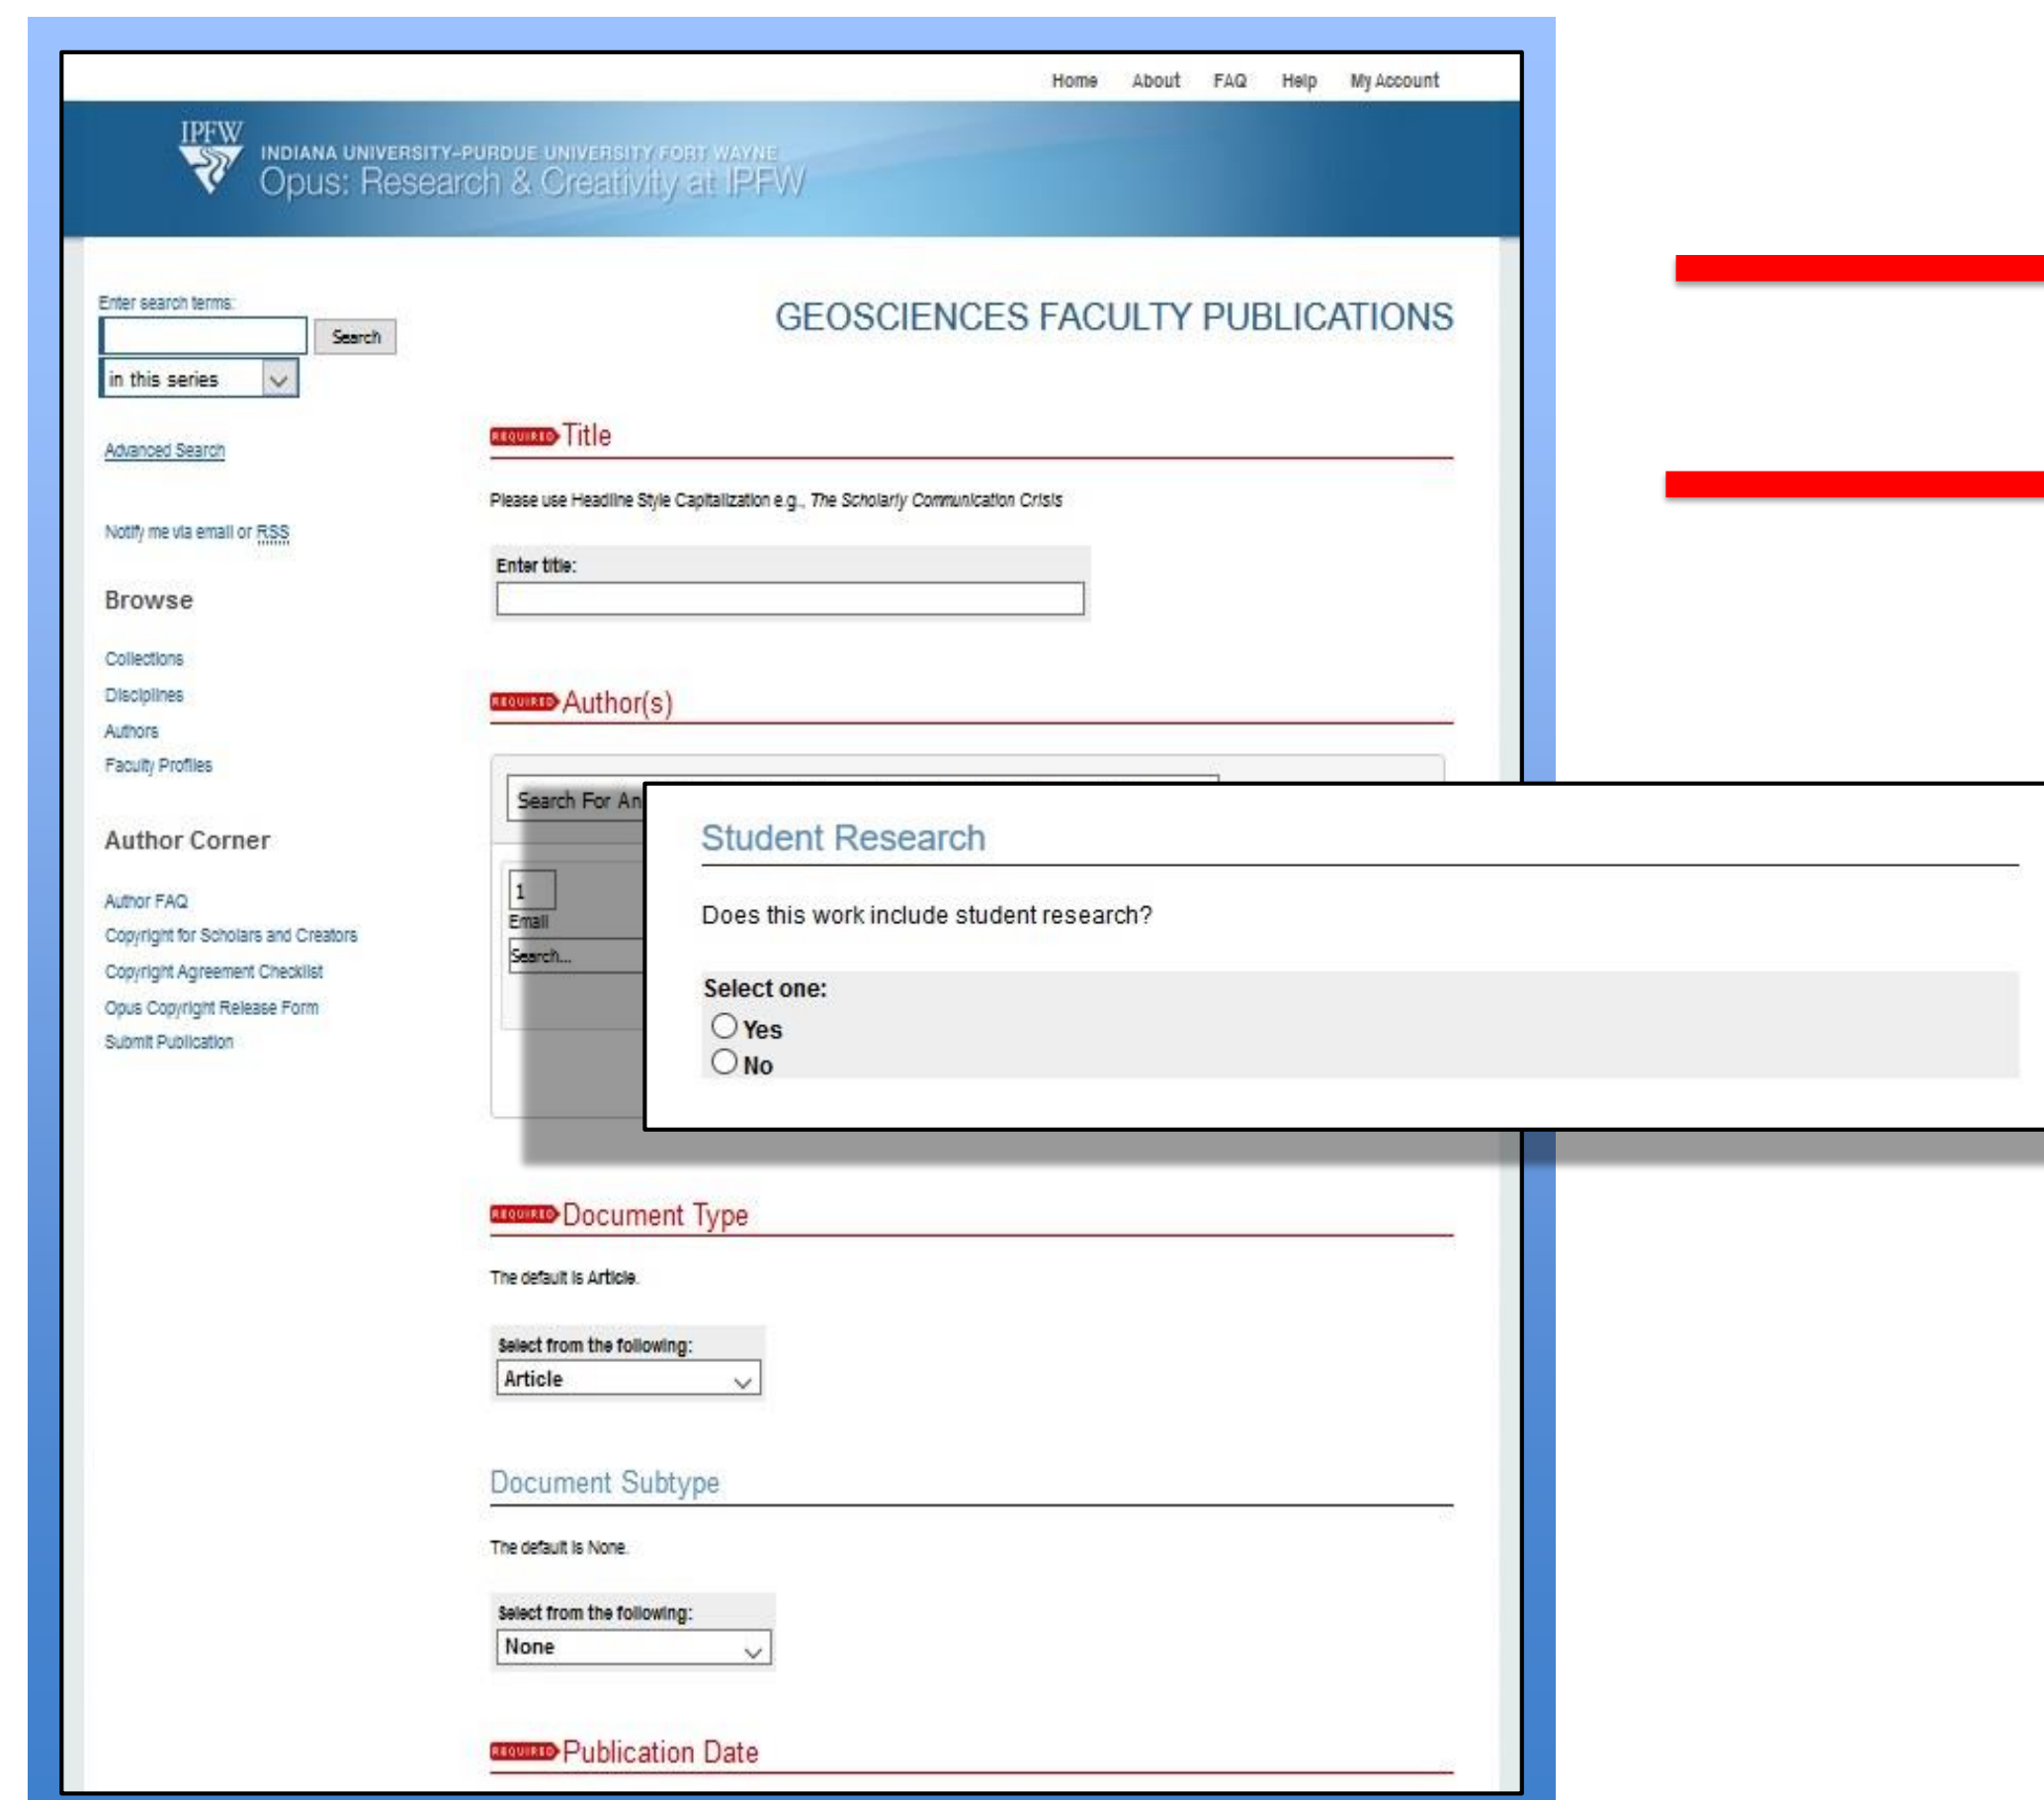 Home About FAQ Help My Account
IPFW
INDIANA UNIVERSITY-PURDUE UNIVERSITY FORT WAYNE
Opus: Research & Creativity at IPFW
Enter search terms:
Search
in this series
Advanced Search
Notify me via email or RSS
Browse
Collections
Disciplines
Authors
Faculty Profiles
Author Corner
Author FAQ
Copyright for Scholars and Creators
Copyright Agreement Checklist
Opus Copyright Release Form
Submit Publication
GEOSCIENCES FACULTY PUBLICATIONS
REQUIRED Title
Please use Headline Style Capitalization e.g., The Scholarly Communication Crisis
Enter title:
REQUIRED Author(s)
Search For An
1
Email
Search...
Student Research
Does this work include student research?
Select one:
Yes
No
REQUIRED Document Type
The default is Article.
Select from the following:
Article
Document Subtype
The default is None.
Select from the following:
None
REQUIRED Publication Date